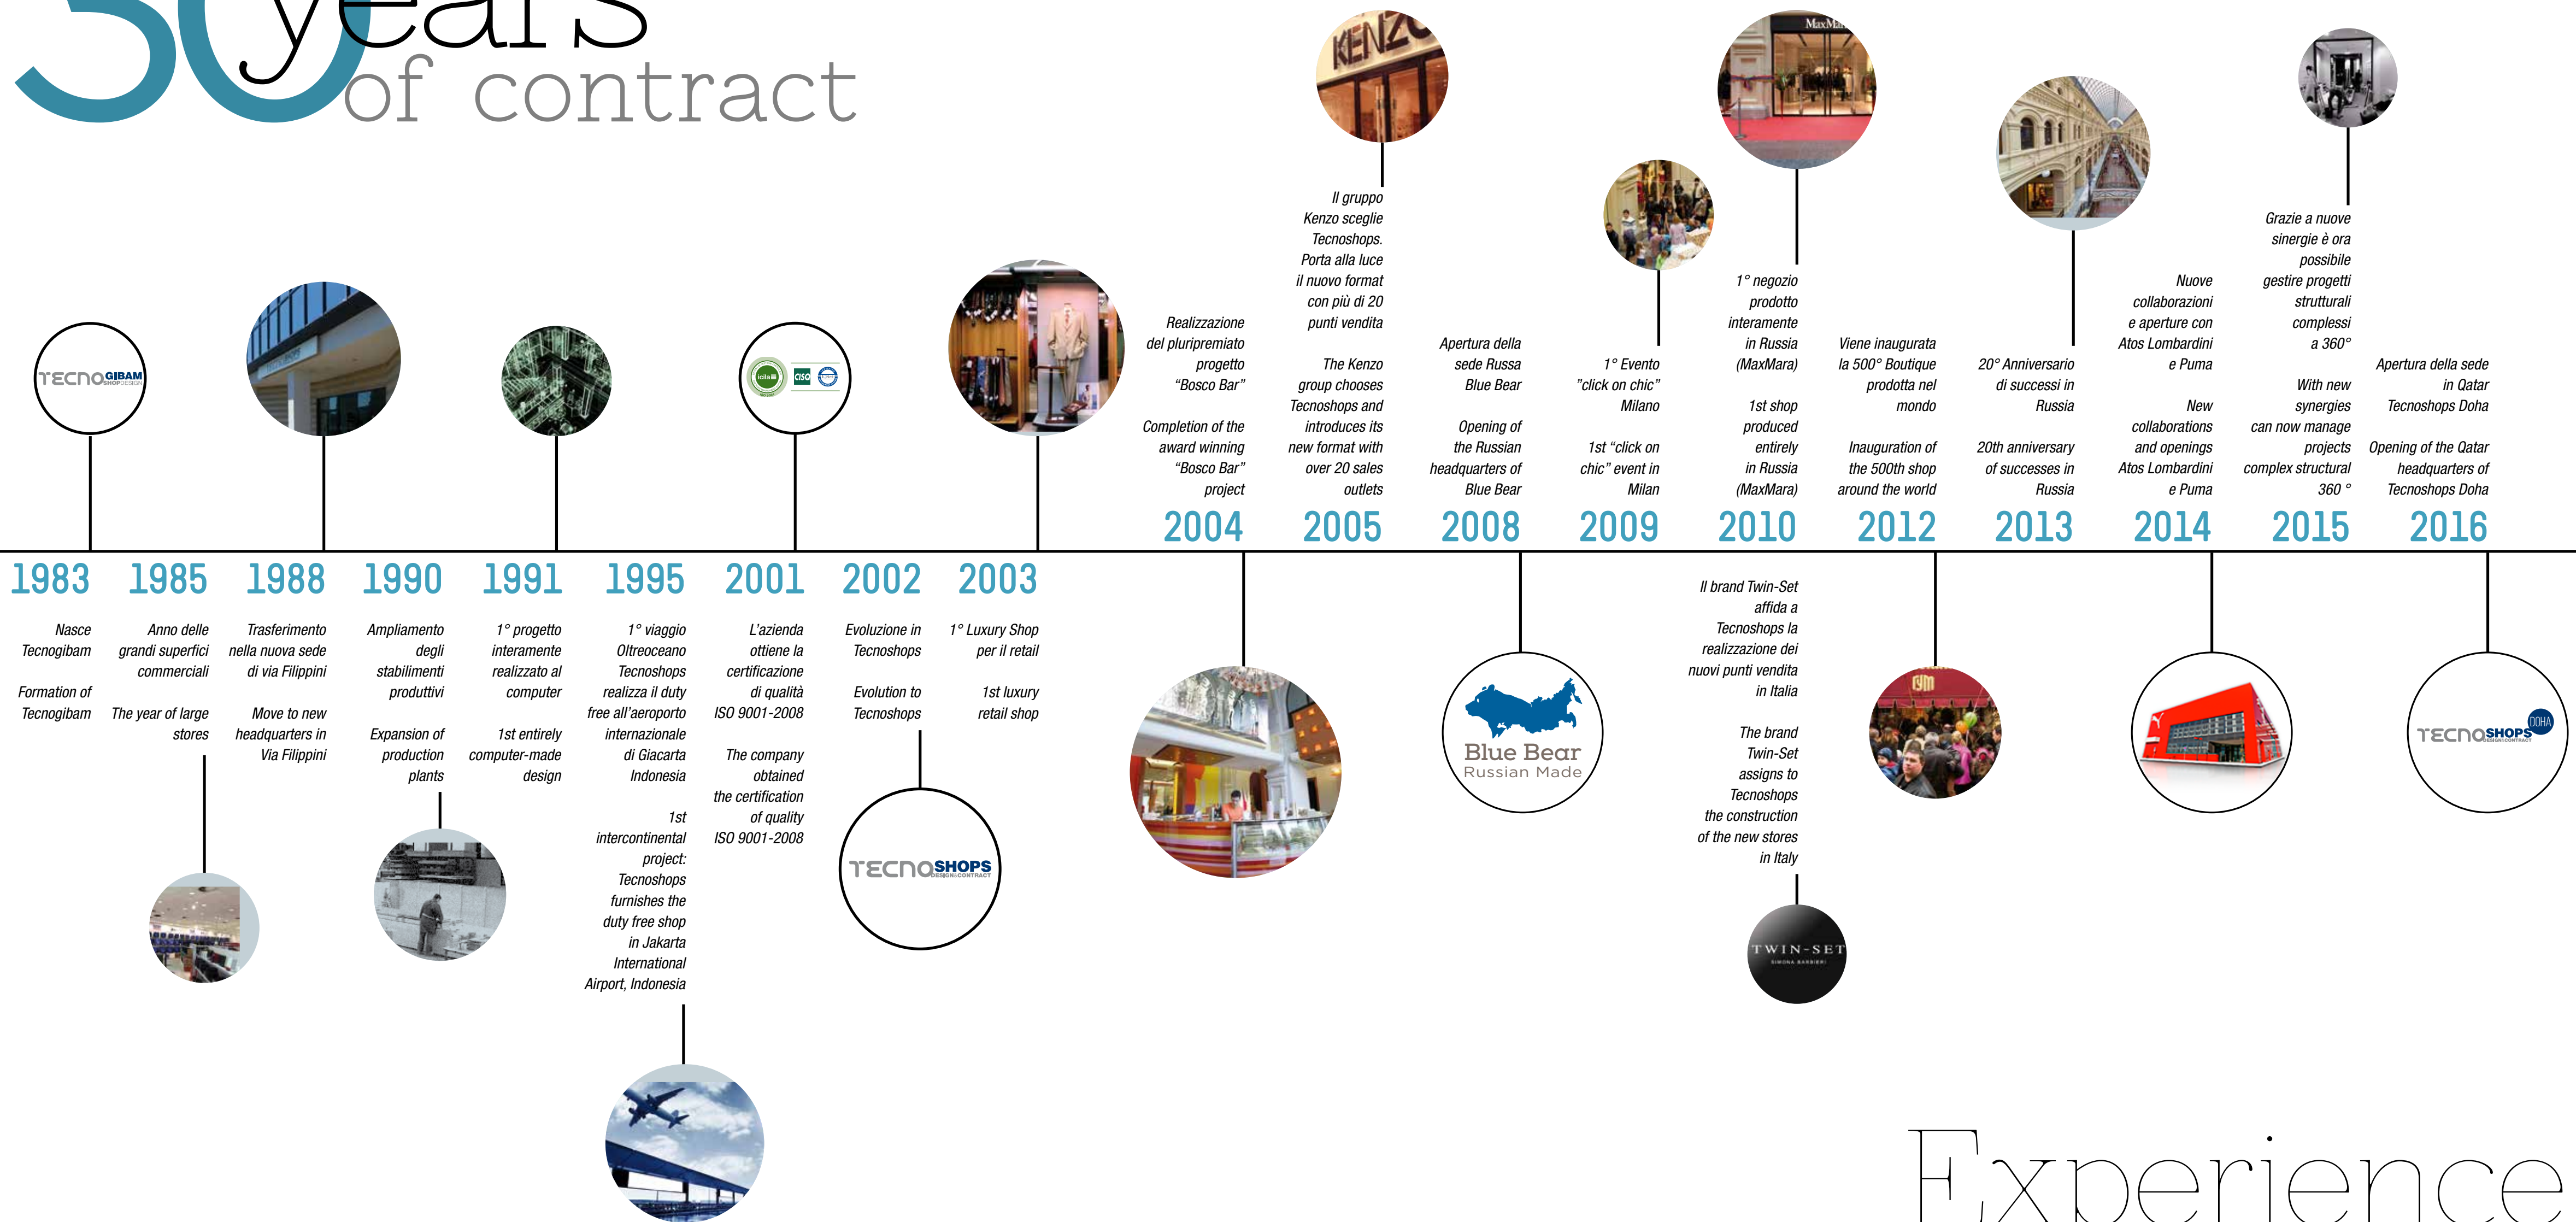 30 years
of contract
KENZO
MaxMara
TECNOGIBAM
SHOPDESIGN
icila
CISQ
1983
Nasce
Tecnogibam
Formation of
Tecnogibam
1985
Anno delle
grandi superfici
commerciali
The year of large
stores
1988
Trasferimento
nella nuova sede
di via Filippini
Move to new
headquarters in
Via Filippini
1990
Ampliamento
degli
stabilimenti
produttivi
Expansion of
production
plants
1991
1° progetto
interamente
realizzato al
computer
1st entirely
computer-made
design
1995
1° viaggio
Oltreoceano
Tecnoshops
realizza il duty
free all'aeroporto
internazionale
di Giacarta
Indonesia
1st
intercontinental
project:
Tecnoshops
furnishes the
duty free shop
in Jakarta
International
Airport, Indonesia
2001
L'azienda
ottiene la
certificazione
di qualità
ISO 9001-2008
The company
obtained
the certification
of quality
ISO 9001-2008
2002
Evoluzione in
Tecnoshops
Evolution to
Tecnoshops
TECNOSHOPS
DESIGN&CONTRACT
2003
1° Luxury Shop
per il retail
1st luxury
retail shop
Realizzazione
del pluripremiato
progetto
“Bosco Bar”
Completion of the
award winning
“Bosco Bar”
project
2004
Il gruppo
Kenzo sceglie
Tecnoshops.
Porta alla luce
il nuovo format
con più di 20
punti vendita
The Kenzo
group chooses
Tecnoshops and
introduces its
new format with
over 20 sales
outlets
2005
Apertura della
sede Russa
Blue Bear
Opening of
the Russian
headquarters of
Blue Bear
2008
Blue Bear
Russian Made
1° Evento
”click on chic”
Milano
1st “click on
chic” event in
Milan
2009
1° negozio
prodotto
interamente
in Russia
(MaxMara)
1st shop
produced
entirely
in Russia
(MaxMara)
2010
Il brand Twin-Set
affida a
Tecnoshops la
realizzazione dei
nuovi punti vendita
in Italia
The brand
Twin-Set
assigns to
Tecnoshops
the construction
of the new stores
in Italy
TWIN-SET
SIMONA BARBIERI
Viene inaugurata
la 500° Boutique
prodotta nel
mondo
Inauguration of
the 500th shop
around the world
2012
20° Anniversario
di successi in
Russia
20th anniversary
of successes in
Russia
2013
Nuove
collaborazioni
e aperture con
Atos Lombardini
e Puma
New
collaborations
and openings
Atos Lombardini
e Puma
2014
Grazie a nuove
sinergie è ora
possibile
gestire progetti
strutturali
complessi
a 360°
With new
synergies
can now manage
projects
complex structural
360 °
2015
Apertura della sede
in Qatar
Tecnoshops Doha
Opening of the Qatar
headquarters of
Tecnoshops Doha
2016
TECNOSHOPS DOHA
DESIGN&CONTRACT
Experience